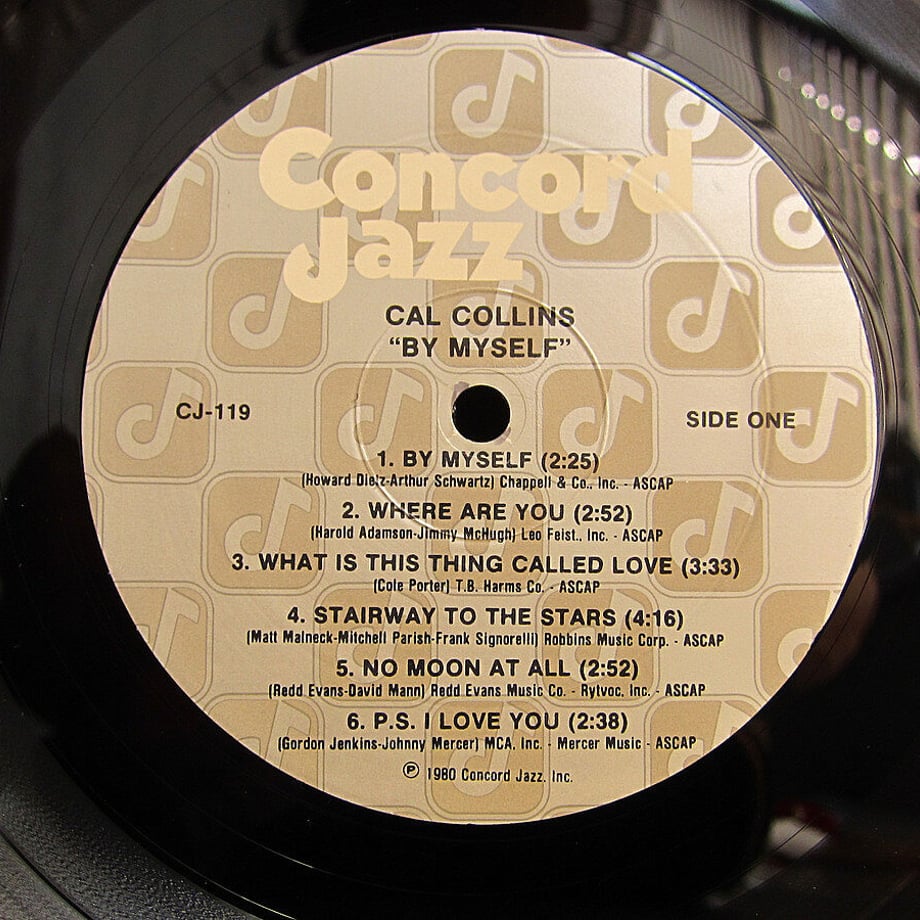 Concord
Jazz
CAL COLLINS
“BY MYSELF”
CJ-119
SIDE ONE
1. BY MYSELF (2:25)
(Howard Dietz-Arthur Schwartz) Chappell & Co., Inc. - ASCAP
2. WHERE ARE YOU (2:52)
(Harold Adamson-Jimmy McHugh) Leo Feist., Inc. - ASCAP
3. WHAT IS THIS THING CALLED LOVE (3:33)
(Cole Porter) T.B. Harms Co. - ASCAP
4. STAIRWAY TO THE STARS (4:16)
(Matt Malneck-Mitchell Parish-Frank Signorelli) Robbins Music Corp. - ASCAP
5. NO MOON AT ALL (2:52)
(Redd Evans-David Mann) Redd Evans Music Co. - Rytvoc, Inc. - ASCAP
6. P.S. I LOVE YOU (2:38)
(Gordon Jenkins-Johnny Mercer) MCA, Inc. - Mercer Music - ASCAP
℗ 1980 Concord Jazz, Inc.